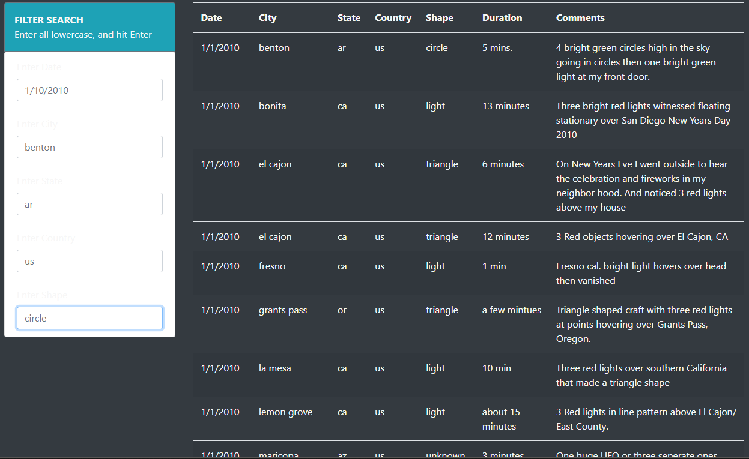 FILTER SEARCH
Enter all lowercase, and hit Enter
Enter Date
1/10/2010
Enter City
benton
Enter State
ar
Enter Country
us
Enter Shape
circle
Date City State Country Shape Duration Comments
1/1/2010 benton ar us circle 5 mins. 4 bright green circles high in the sky
going in circles then one bright green
light at my front door.
1/1/2010 bonita ca us light 13 minutes Three bright red lights witnessed floating
stationary over San Diego New Years Day
2010
1/1/2010 el cajon ca us triangle 6 minutes On New Years Eve I went outside to hear
the celebration and fireworks in my
neighbor hood. And noticed 3 red lights
above my house
1/1/2010 el cajon ca us triangle 12 minutes 3 Red objects hovering over El Cajon, CA
1/1/2010 fresno ca us light 1 min Fresno cal. bright light hovers over head
then vanished
1/1/2010 grants pass or us triangle a few mintues Triangle shaped craft with three red lights
at points hovering over Grants Pass,
Oregon.
1/1/2010 la mesa ca us light 10 min Three red lights over southern California
that made a triangle shape
1/1/2010 lemon grove ca us light about 15
minutes 3 Red lights in line pattern above El Cajon/
East County.
1/1/2010 maricopa az us unknown 3 minutes One huge UFO or three seperate ones